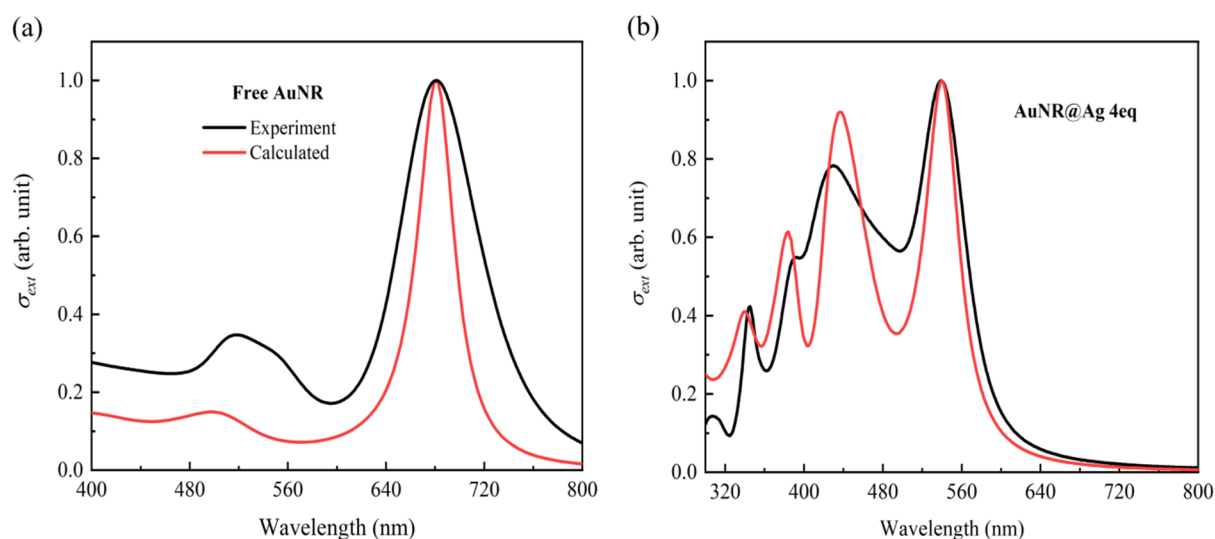 (a)
1.0
0.8
0.6
0.4
0.2
0.0
σext (arb. unit)
Free AuNR
Experiment
Calculated
400 480 560 640 720 800
Wavelength (nm)
(b)
1.0
0.8
0.6
0.4
0.2
0.0
σext (arb. unit)
AuNR@Ag 4eq
320 400 480 560 640 720 800
Wavelength (nm)